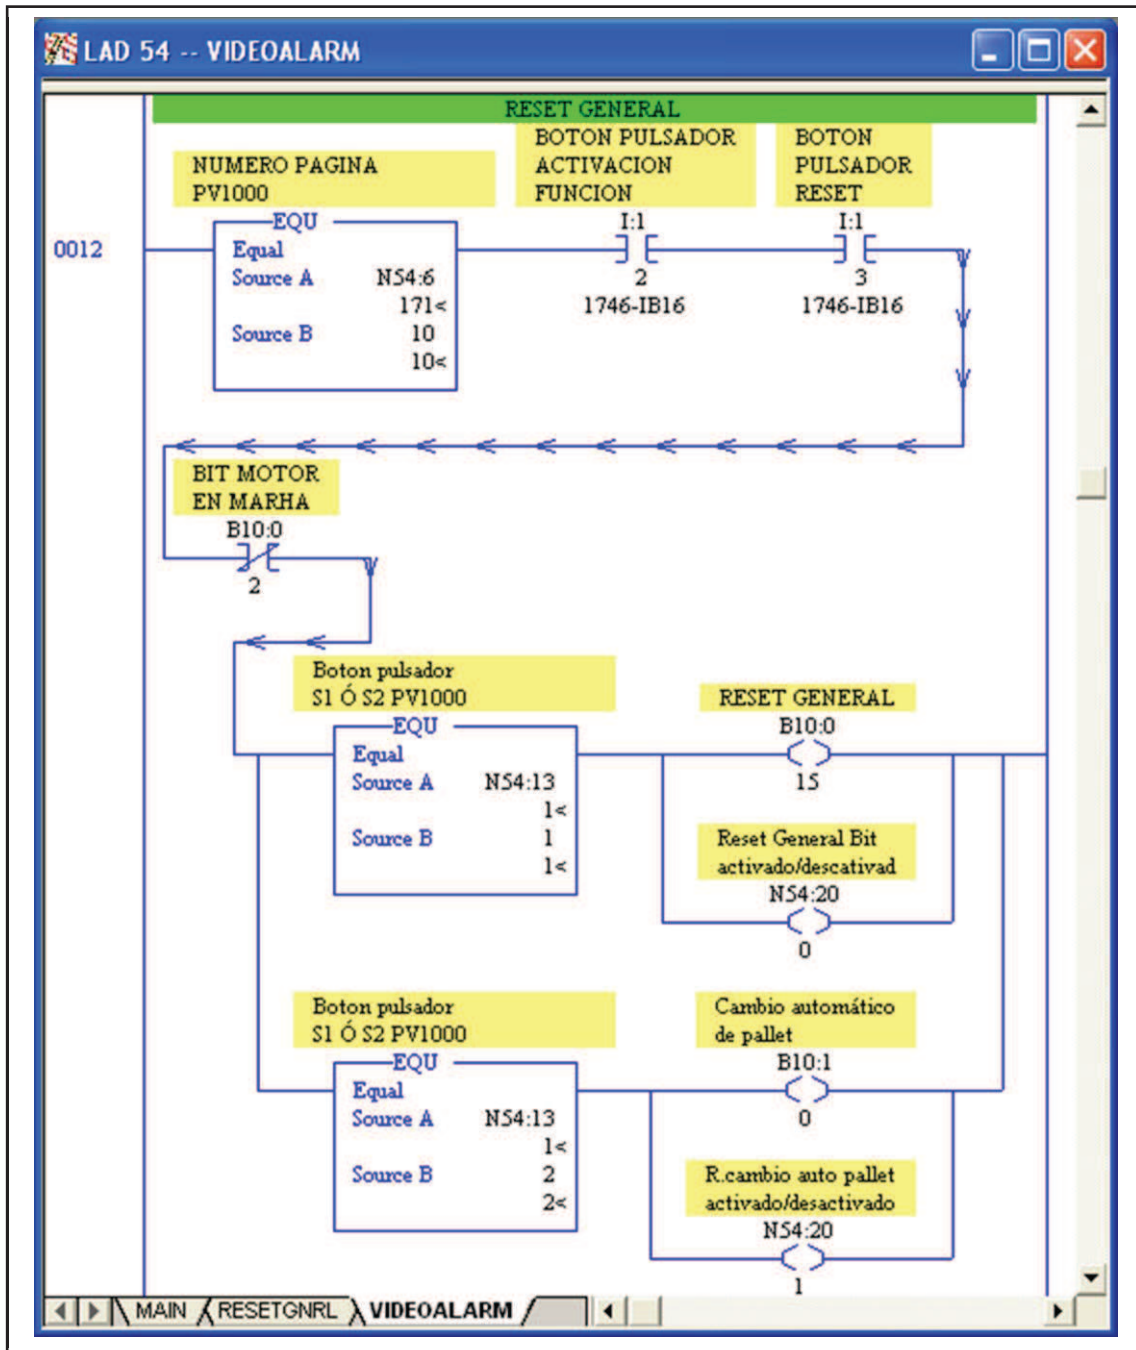 LAD 54 -- VIDEOALARM
RESET GENERAL
NUMERO PAGINA
PV1000
BOTON PULSADOR
ACTIVACION
FUNCION
BOTON
PULSADOR
RESET
0012
EQU
Equal
Source A N54:6
171<
Source B 10
10<
I:1
2
1746-IB16
I:1
3
1746-IB16
BIT MOTOR
EN MARHA
B10:0
2
Boton pulsador
S1 Ó S2 PV1000
EQU
Equal
Source A N54:13
1<
Source B 1
1<
RESET GENERAL
B10:0
15
Reset General Bit
activado/descativad
N54:20
0
Boton pulsador
S1 Ó S2 PV1000
EQU
Equal
Source A N54:13
1<
Source B 2
2<
Cambio automático
de pallet
B10:1
0
R.cambio auto pallet
activado/desactivado
N54:20
1
MAIN RESETGNRL VIDEOALARM